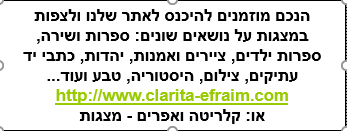 הנכם מוזמנים להיכנס לאתר שלנו ולצפות
במצגות על נושאים שונים: ספרות ושירה,
ספרות ילדים, ציירים ואמנות, יהדות, כתבי יד
עתיקים, צילום, היסטוריה, טבע ועוד...
http://www.clarita-efraim.com
או: קלריטה ואפרים - מצגות